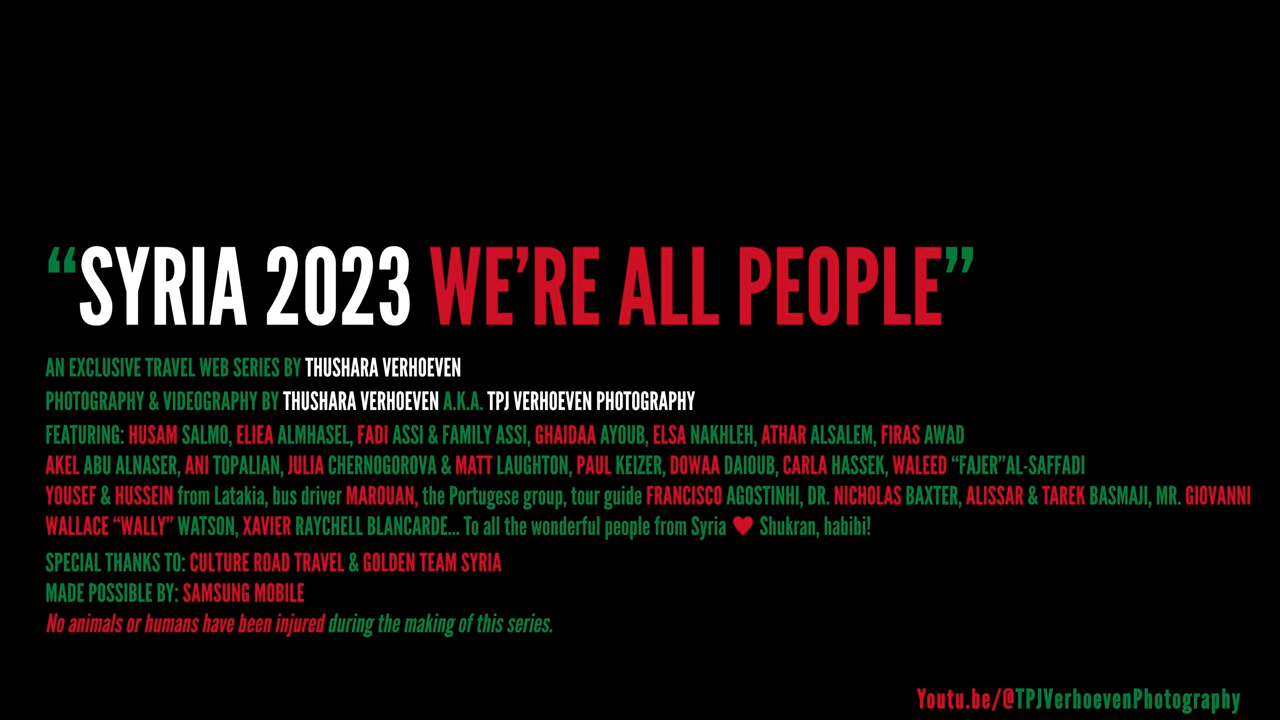 “SYRIA 2023 WE’RE ALL PEOPLE”
AN EXCLUSIVE TRAVEL WEB SERIES BY THUSHARA VERHOEVEN
PHOTOGRAPHY & VIDEOGRAPHY BY THUSHARA VERHOEVEN A.K.A. TPJ VERHOEVEN PHOTOGRAPHY
FEATURING: HUSAM SALMO, ELIEA ALMHASEL, FADI ASSI & FAMILY ASSI, GHAIDAA AYOUB, ELSA NAKHLEH, ATHAR ALSALEM, FIRAS AWAD
AKEL ABU ALNASER, ANI TOPALIAN, JULIA CHERNOGOROVA & MATT LAUGHTON, PAUL KEIZER, DOWAA DAIOUB, CARLA HASSEK, WALEED “FAJER”AL-SAFFADI
YOUSEF & HUSSEIN from Latakia, bus driver MAROUAN, the Portugese group, tour guide FRANCISCO AGOSTINHI, DR. NICHOLAS BAXTER, ALISSAR & TAREK BASMAJI, MR. GIOVANNI
WALLACE “WALLY” WATSON, XAVIER RAYCHELL BLANCARDE... To all the wonderful people from Syria ♥ Shukran, habibi!
SPECIAL THANKS TO: CULTURE ROAD TRAVEL & GOLDEN TEAM SYRIA
MADE POSSIBLE BY: SAMSUNG MOBILE
No animals or humans have been injured during the making of this series.
Youtu.be/@TPJVerhoevenPhotography